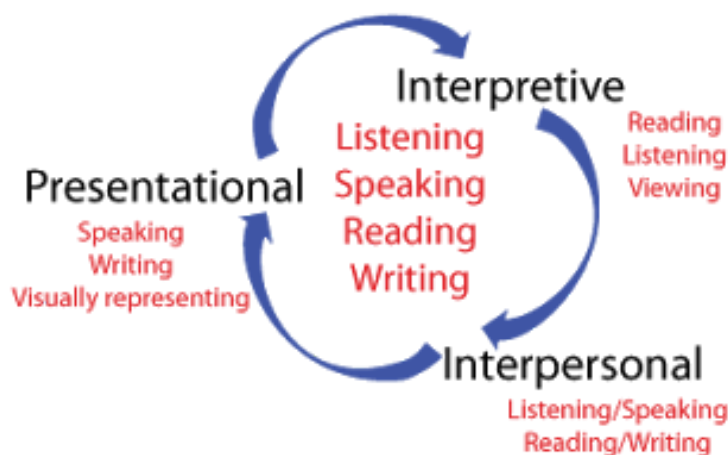 Interpretive
Reading
Listening
Viewing
Listening
Speaking
Reading
Writing
Presentational
Speaking
Writing
Visually representing
Interpersonal
Listening/Speaking
Reading/Writing